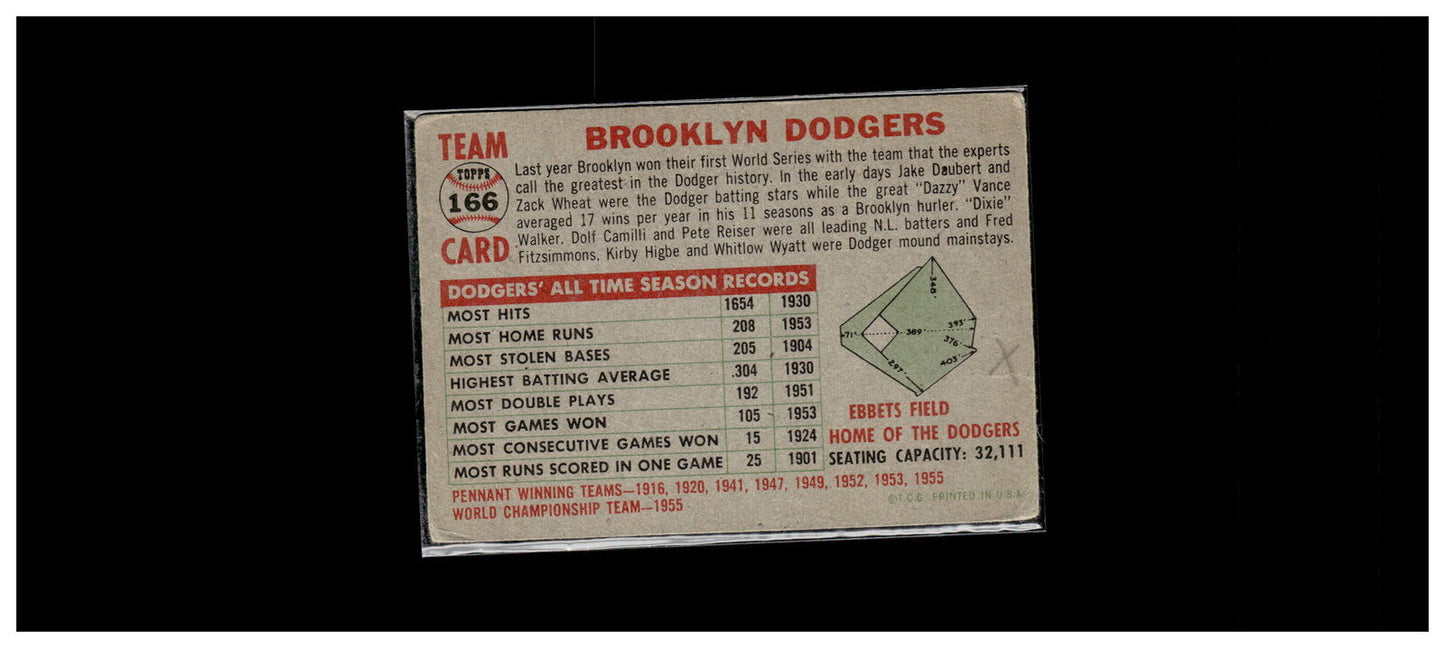 TEAM
TOPPS
166
CARD
BROOKLYN DODGERS
Last year Brooklyn won their first World Series with the team that the experts
call the greatest in the Dodger history. In the early days Jake Daubert and
Zack Wheat were the Dodger batting stars while the great "Dazzy" Vance
averaged 17 wins per year in his 11 seasons as a Brooklyn hurler. "Dixie"
Walker, Dolf Camilli and Pete Reiser were all leading N.L. batters and Fred
Fitzsimmons, Kirby Higbe and Whitlow Wyatt were Dodger mound mainstays.
DODGERS' ALL TIME SEASON RECORDS
MOST HITS 1654 1930
MOST HOME RUNS 208 1953
MOST STOLEN BASES 205 1904
HIGHEST BATTING AVERAGE .304 1930
MOST DOUBLE PLAYS 192 1951
MOST GAMES WON 105 1953
MOST CONSECUTIVE GAMES WON 15 1924
MOST RUNS SCORED IN ONE GAME 25 1901
348'
393'
71'
389'
376'
403'
297'
X
EBBETS FIELD
HOME OF THE DODGERS
SEATING CAPACITY: 32,111
PENNANT WINNING TEAMS—1916, 1920, 1941, 1947, 1949, 1952, 1953, 1955
WORLD CHAMPIONSHIP TEAM—1955
©T.C.G. PRINTED IN U.S.A.